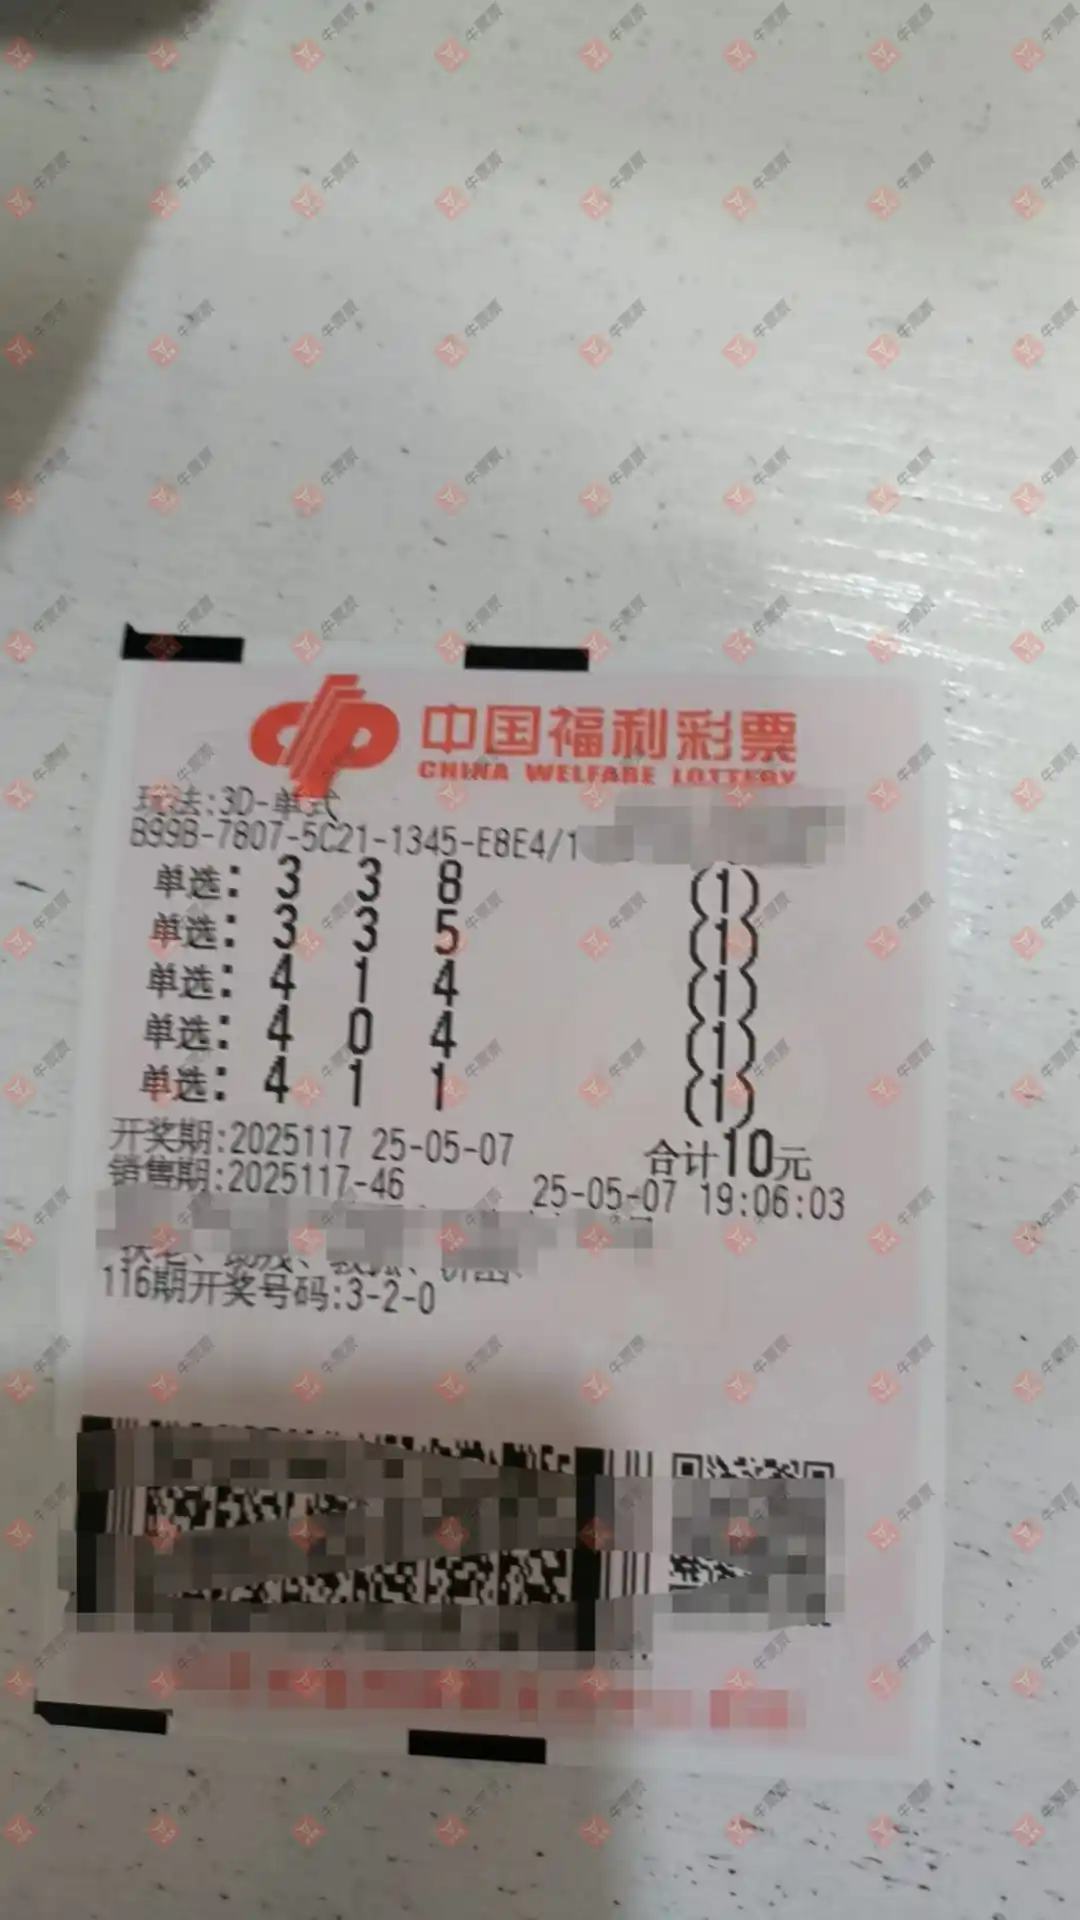 中国福利彩票
CHINA WELFARE LOTTERY
玩法:3D-单式
B99B-7807-5C21-1345-E8E4/1
单选: 3 3 8 (1)
单选: 3 3 5 (1)
单选: 4 1 4 (1)
单选: 4 0 4 (1)
单选: 4 1 1 (1)
开奖期:2025117 25-05-07 合计10元
销售期:2025117-46 25-05-07 19:06:03
116期开奖号码:3-2-0
牛票票